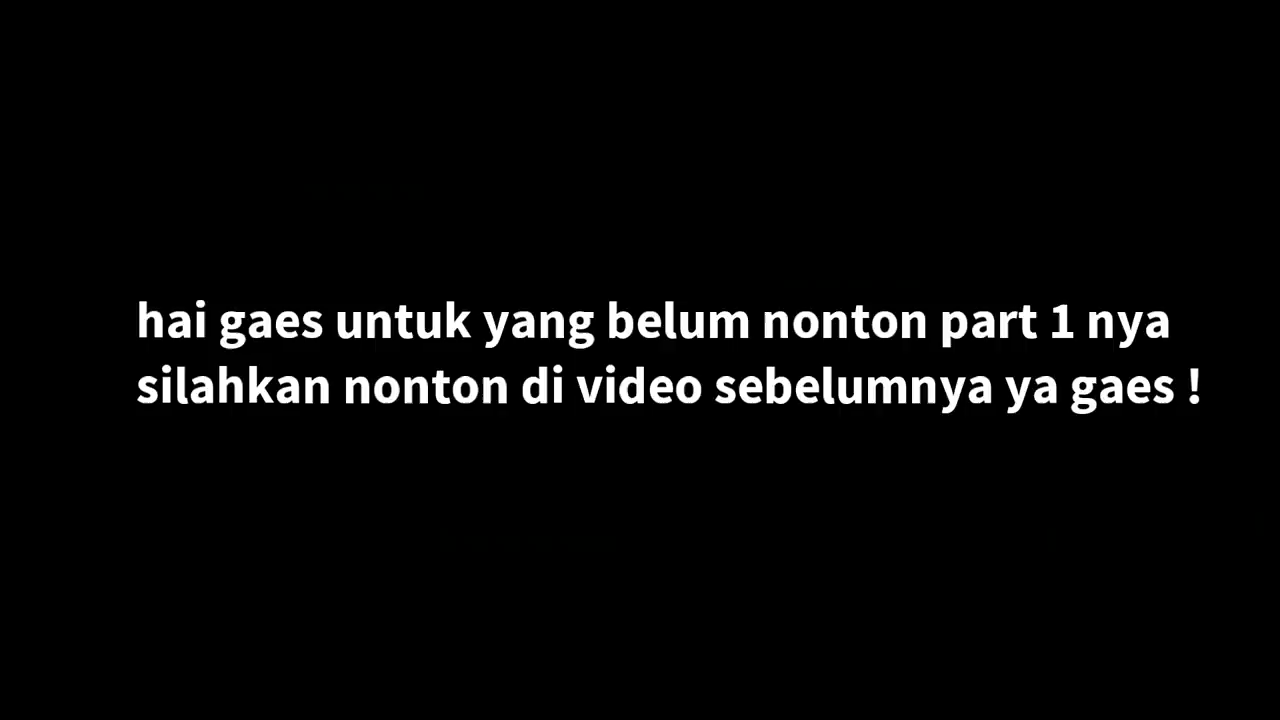 hai gaes untuk yang belum nonton part 1 nya
silahkan nonton di video sebelumnya ya gaes !